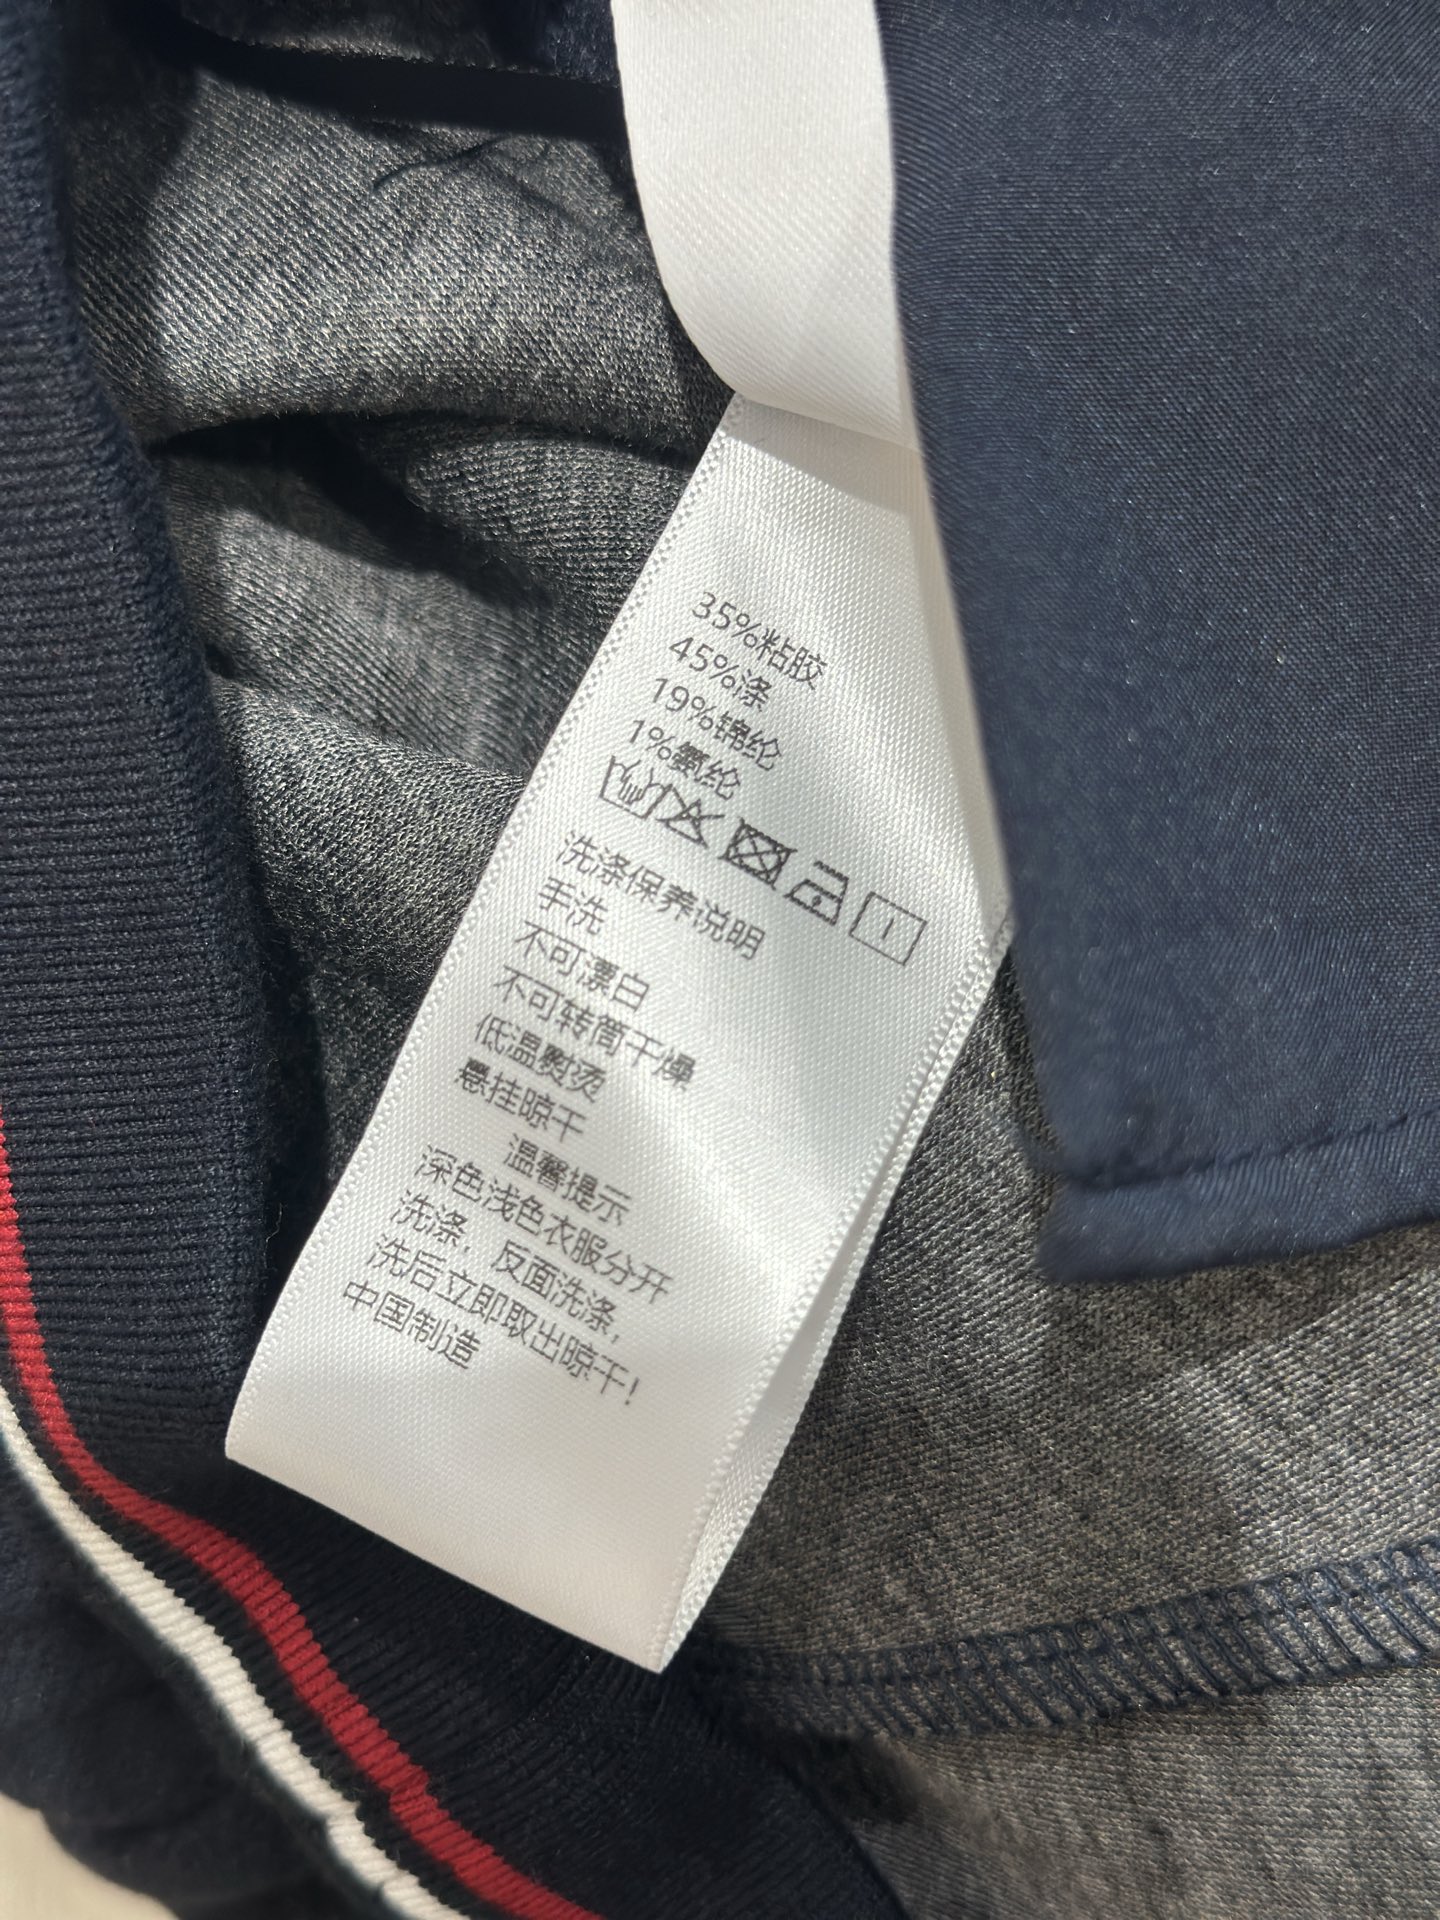 35%粘胶
45%涤
19%锦纶
1%氨纶
洗涤保养说明
手洗
不可漂白
不可转筒干燥
低温熨烫
悬挂晾干
温馨提示
深色浅色衣服分开
洗涤，反面洗涤，
洗后立即取出晾干！
中国制造